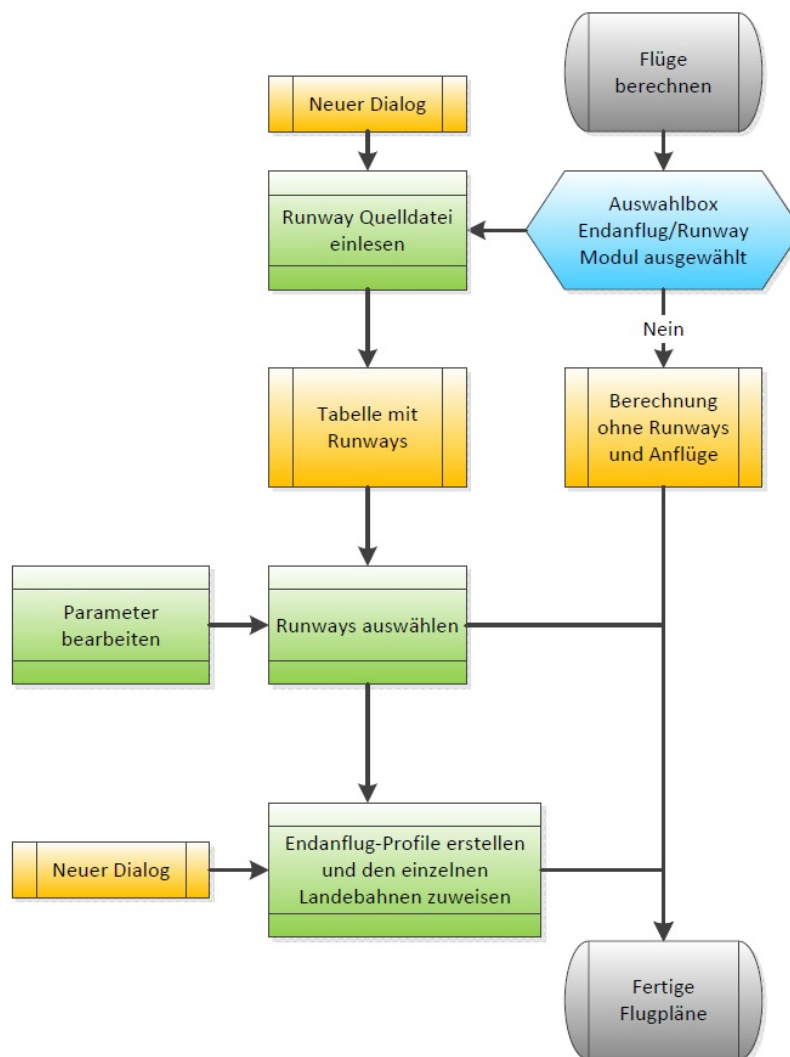 Flüge
berechnen
Neuer Dialog
Runway Quelldatei
einlesen
Auswahlbox
Endanflug/Runway
Modul ausgewählt
Nein
Tabelle mit
Runways
Berechnung
ohne Runways
und Anflüge
Parameter
bearbeiten
Runways auswählen
Neuer Dialog
Endanflug-Profile erstellen
und den einzelnen
Landebahnen zuweisen
Fertige
Flugpläne